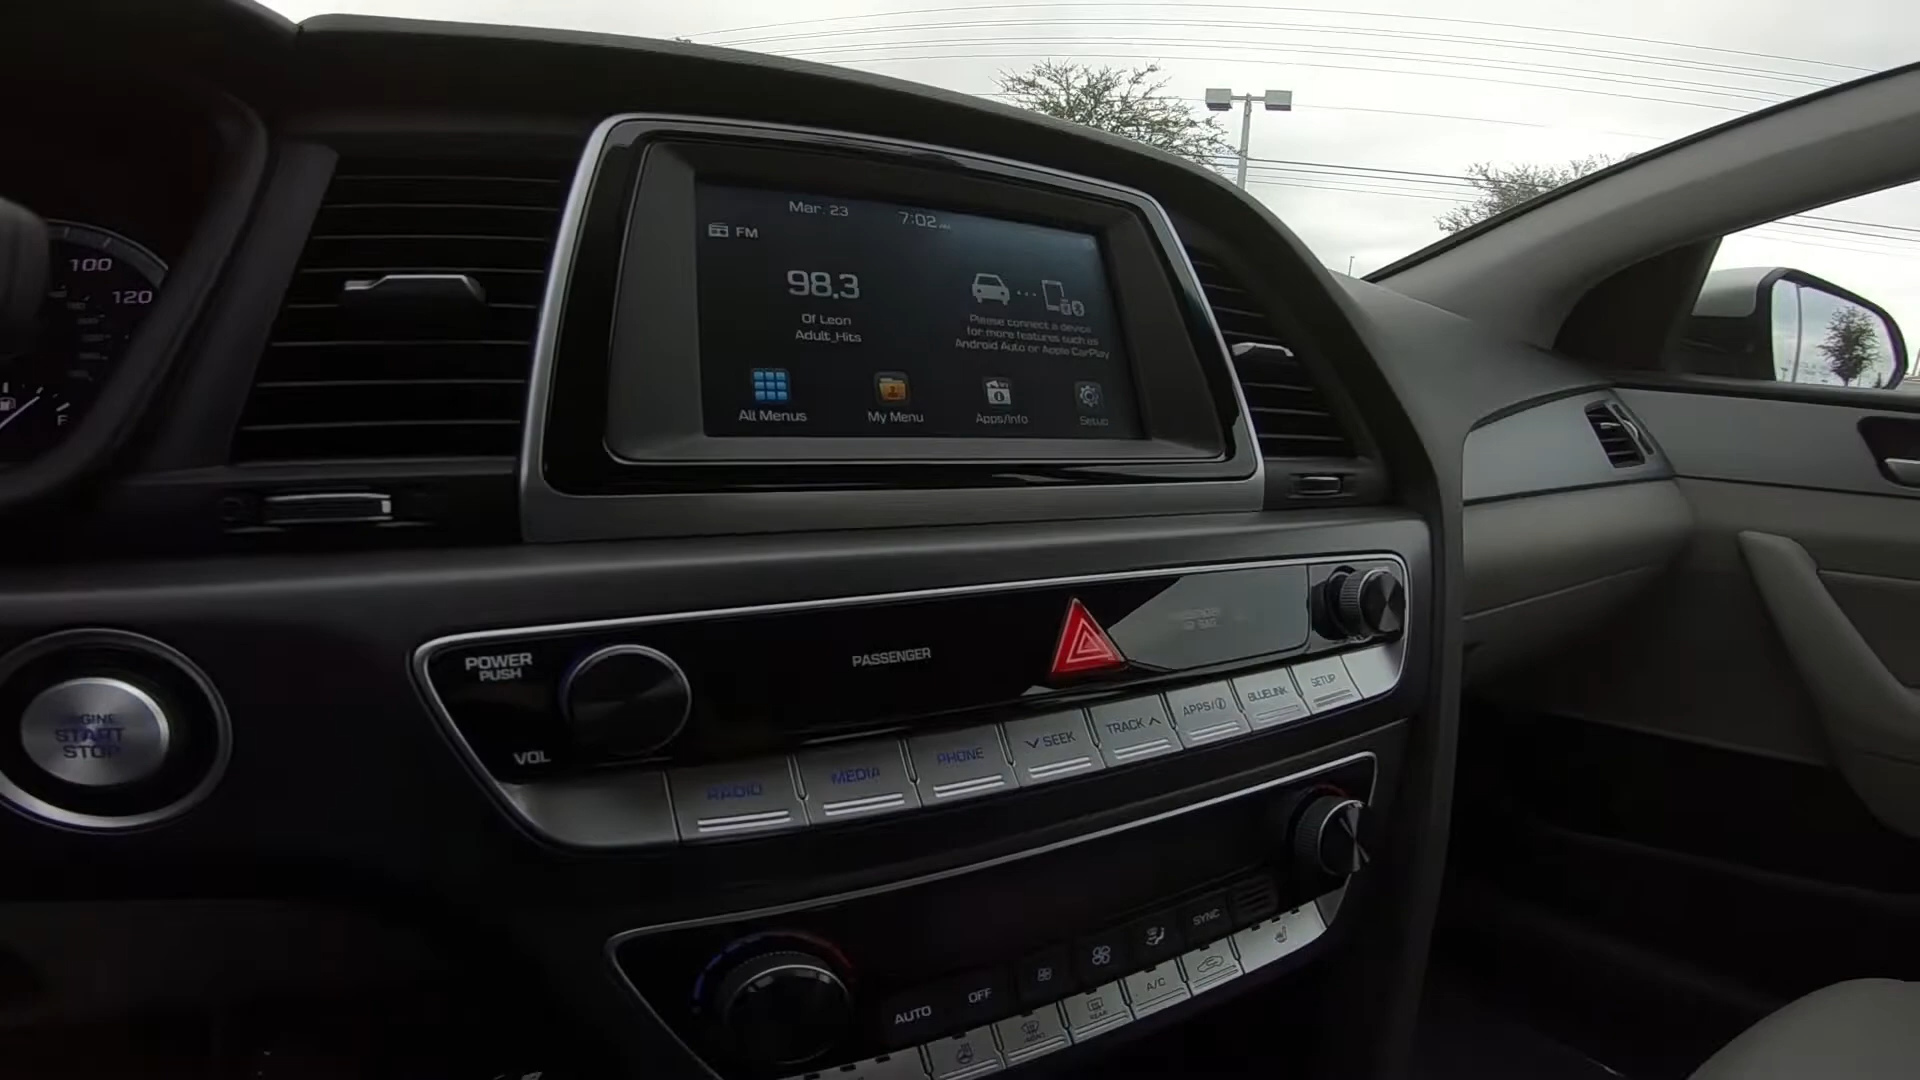 100
120
F
Mar. 23
7:02
FM
98.3
Of Leon
Adult_Hits
Please connect a device
for more features such as
Android Auto or Apple CarPlay
All Menus
My Menu
Apps/Info
Setup
ENGINE
START
STOP
POWER
PUSH
VOL
PASSENGER
RADIO
MEDIA
PHONE
SEEK
TRACK
APPS/i
BLUELINK
SETUP
AUTO
OFF
SYNC
REAR
A/C